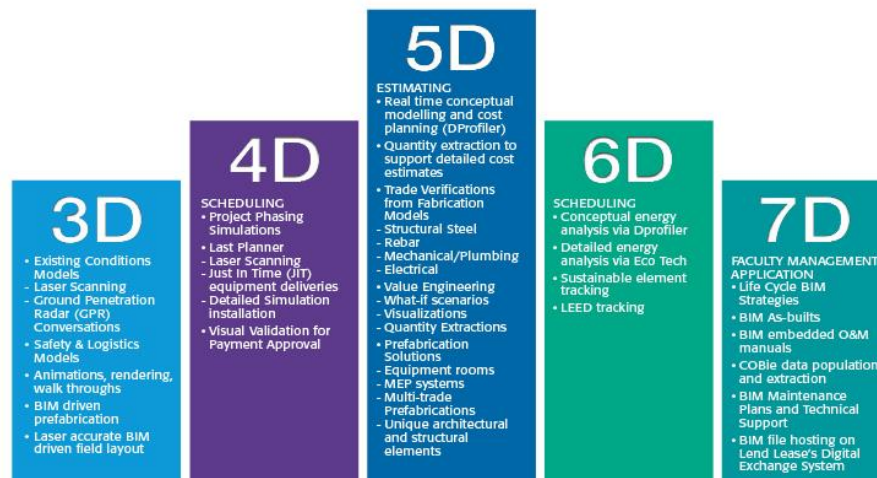 3D
• Existing Conditions
Models
- Laser Scanning
- Ground Penetration
Radar (GPR)
Conversations
• Safety & Logistics
Models
• Animations, rendering,
walk throughs
• BIM driven
prefabrication
• Laser accurate BIM
driven field layout
4D
SCHEDULING
• Project Phasing
Simulations
• Last Planner
- Laser Scanning
- Just In Time (JIT)
equipment deliveries
- Detailed Simulation
installation
• Visual Validation for
Payment Approval
5D
ESTIMATING
• Real time conceptual
modelling and cost
planning (DProfiler)
• Quantity extraction to
support detailed cost
estimates
• Trade Verifications
from Fabrication
Models
- Structural Steel
- Rebar
- Mechanical/Plumbing
- Electrical
• Value Engineering
- What-if scenarios
- Visualizations
- Quantity Extractions
• Prefabrication
Solutions
- Equipment rooms
- MEP systems
- Multi-trade
Prefabrications
- Unique architectural
and structural
elements
6D
SCHEDULING
• Conceptual energy
analysis via Dprofiler
• Detailed energy
analysis via Eco Tech
• Sustainable element
tracking
• LEED tracking
7D
FACULTY MANAGEMENT
APPLICATION
• Life Cycle BIM
Strategies
• BIM As-builts
• BIM embedded O&M
manuals
• COBie data population
and extraction
• BIM Maintenance
Plans and Technical
Support
• BIM file hosting on
Lend Lease's Digital
Exchange System